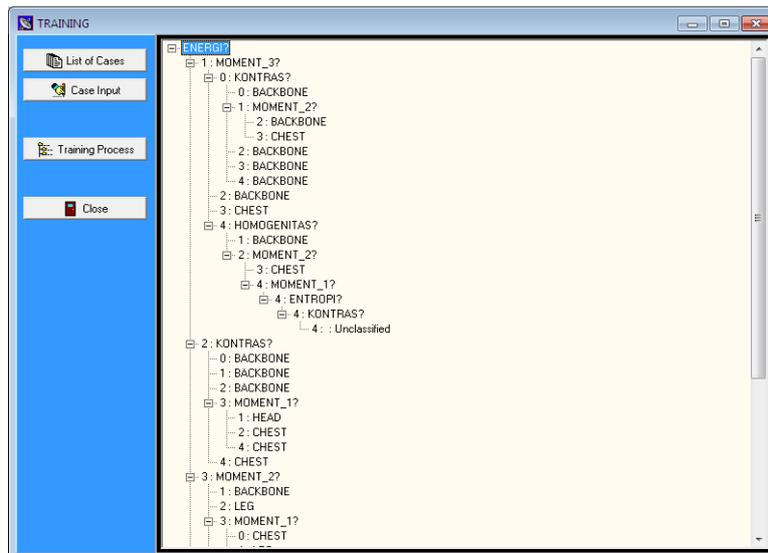 TRAINING
List of Cases
Case Input
Training Process
Close
ENERGI?
1 : MOMENT_3?
0 : KONTRAS?
0 : BACKBONE
1 : MOMENT_2?
2 : BACKBONE
3 : CHEST
2 : BACKBONE
3 : BACKBONE
4 : BACKBONE
2 : BACKBONE
3 : CHEST
4 : HOMOGENITAS?
1 : BACKBONE
2 : MOMENT_2?
3 : CHEST
4 : MOMENT_1?
4 : ENTROPI?
4 : KONTRAS?
4 : : Unclassified
2 : KONTRAS?
0 : BACKBONE
1 : BACKBONE
2 : BACKBONE
3 : MOMENT_1?
1 : HEAD
2 : CHEST
4 : CHEST
4 : CHEST
3 : MOMENT_2?
1 : BACKBONE
2 : LEG
3 : MOMENT_1?
0 : CHEST